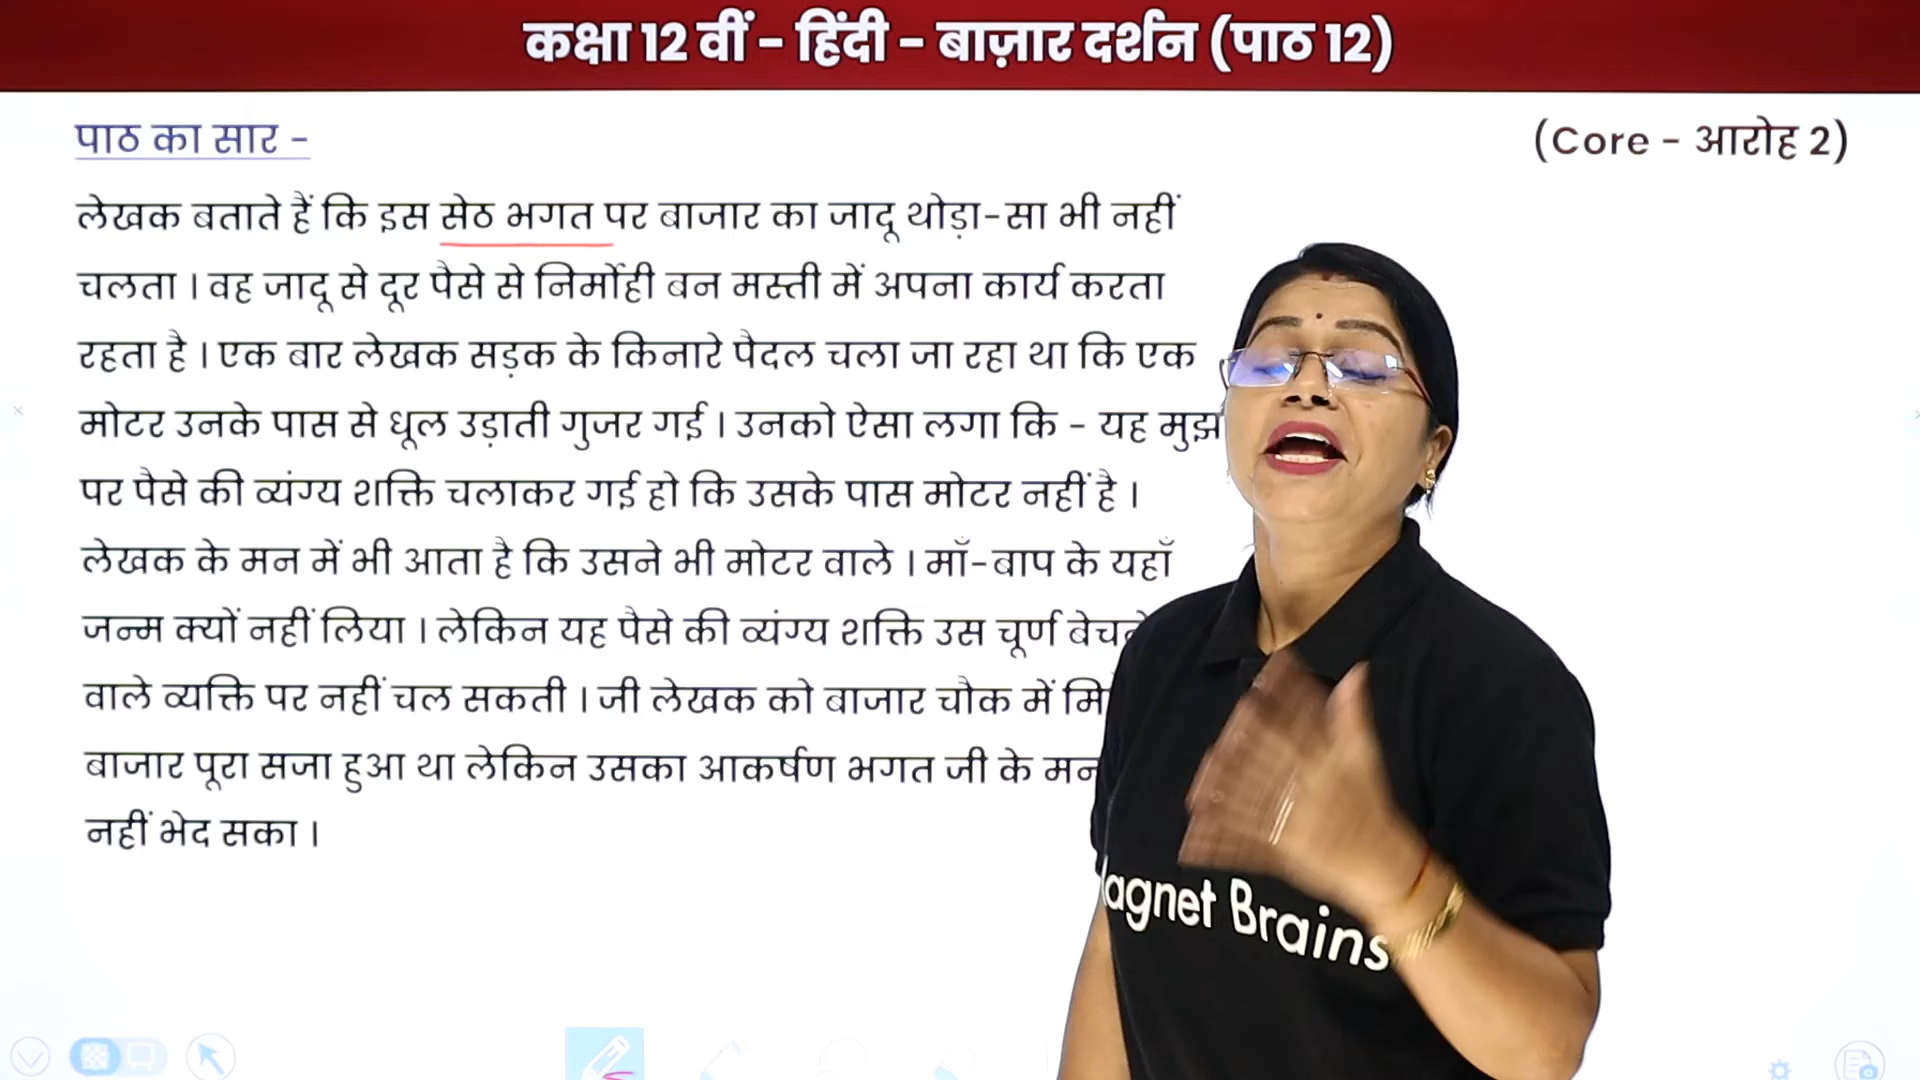 कक्षा 12 वीं - हिंदी - बाज़ार दर्शन (पाठ 12)
पाठ का सार -
(Core - आरोह 2)
लेखक बताते हैं कि इस सेठ भगत पर बाजार का जादू थोड़ा-सा भी नहीं
चलता । वह जादू से दूर पैसे से निर्मोही बन मस्ती में अपना कार्य करता
रहता है । एक बार लेखक सड़क के किनारे पैदल चला जा रहा था कि एक
मोटर उनके पास से धूल उड़ाती गुजर गई । उनको ऐसा लगा कि - यह मुझ
पर पैसे की व्यंग्य शक्ति चलाकर गई हो कि उसके पास मोटर नहीं है ।
लेखक के मन में भी आता है कि उसने भी मोटर वाले । माँ-बाप के यहाँ
जन्म क्यों नहीं लिया । लेकिन यह पैसे की व्यंग्य शक्ति उस चूर्ण बेचने
वाले व्यक्ति पर नहीं चल सकती । जी लेखक को बाजार चौक में
बाजार पूरा सजा हुआ था लेकिन उसका आकर्षण भगत जी के मन
नहीं भेद सका ।
agnet Brains